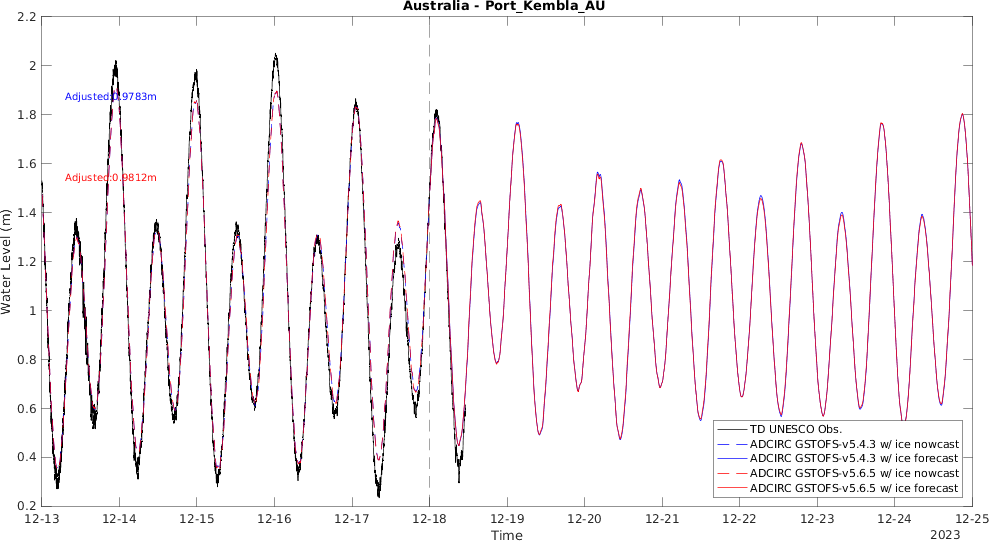 Australia - Port_Kembla_AU
2.2
2
1.8
1.6
1.4
1.2
1
0.8
0.6
0.4
0.2
Water Level (m)
Adjusted:0.9783m
Adjusted:0.9812m
TD UNESCO Obs.
ADCIRC GSTOFS-v5.4.3 w/ ice nowcast
ADCIRC GSTOFS-v5.4.3 w/ ice forecast
ADCIRC GSTOFS-v5.6.5 w/ ice nowcast
ADCIRC GSTOFS-v5.6.5 w/ ice forecast
12-13 12-14 12-15 12-16 12-17 12-18 12-19 12-20 12-21 12-22 12-23 12-24 12-25
Time
2023